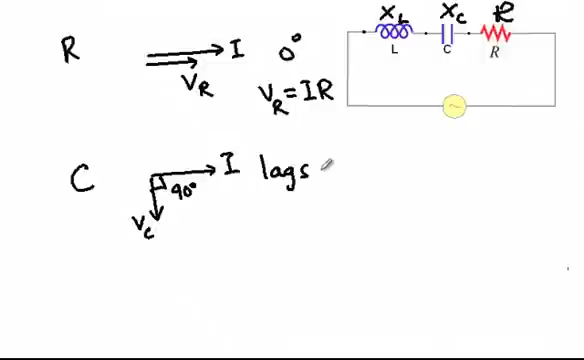 X_L X_C R
R I 0°
L C R
V_R V_R = IR
C I lags
90°
V_C